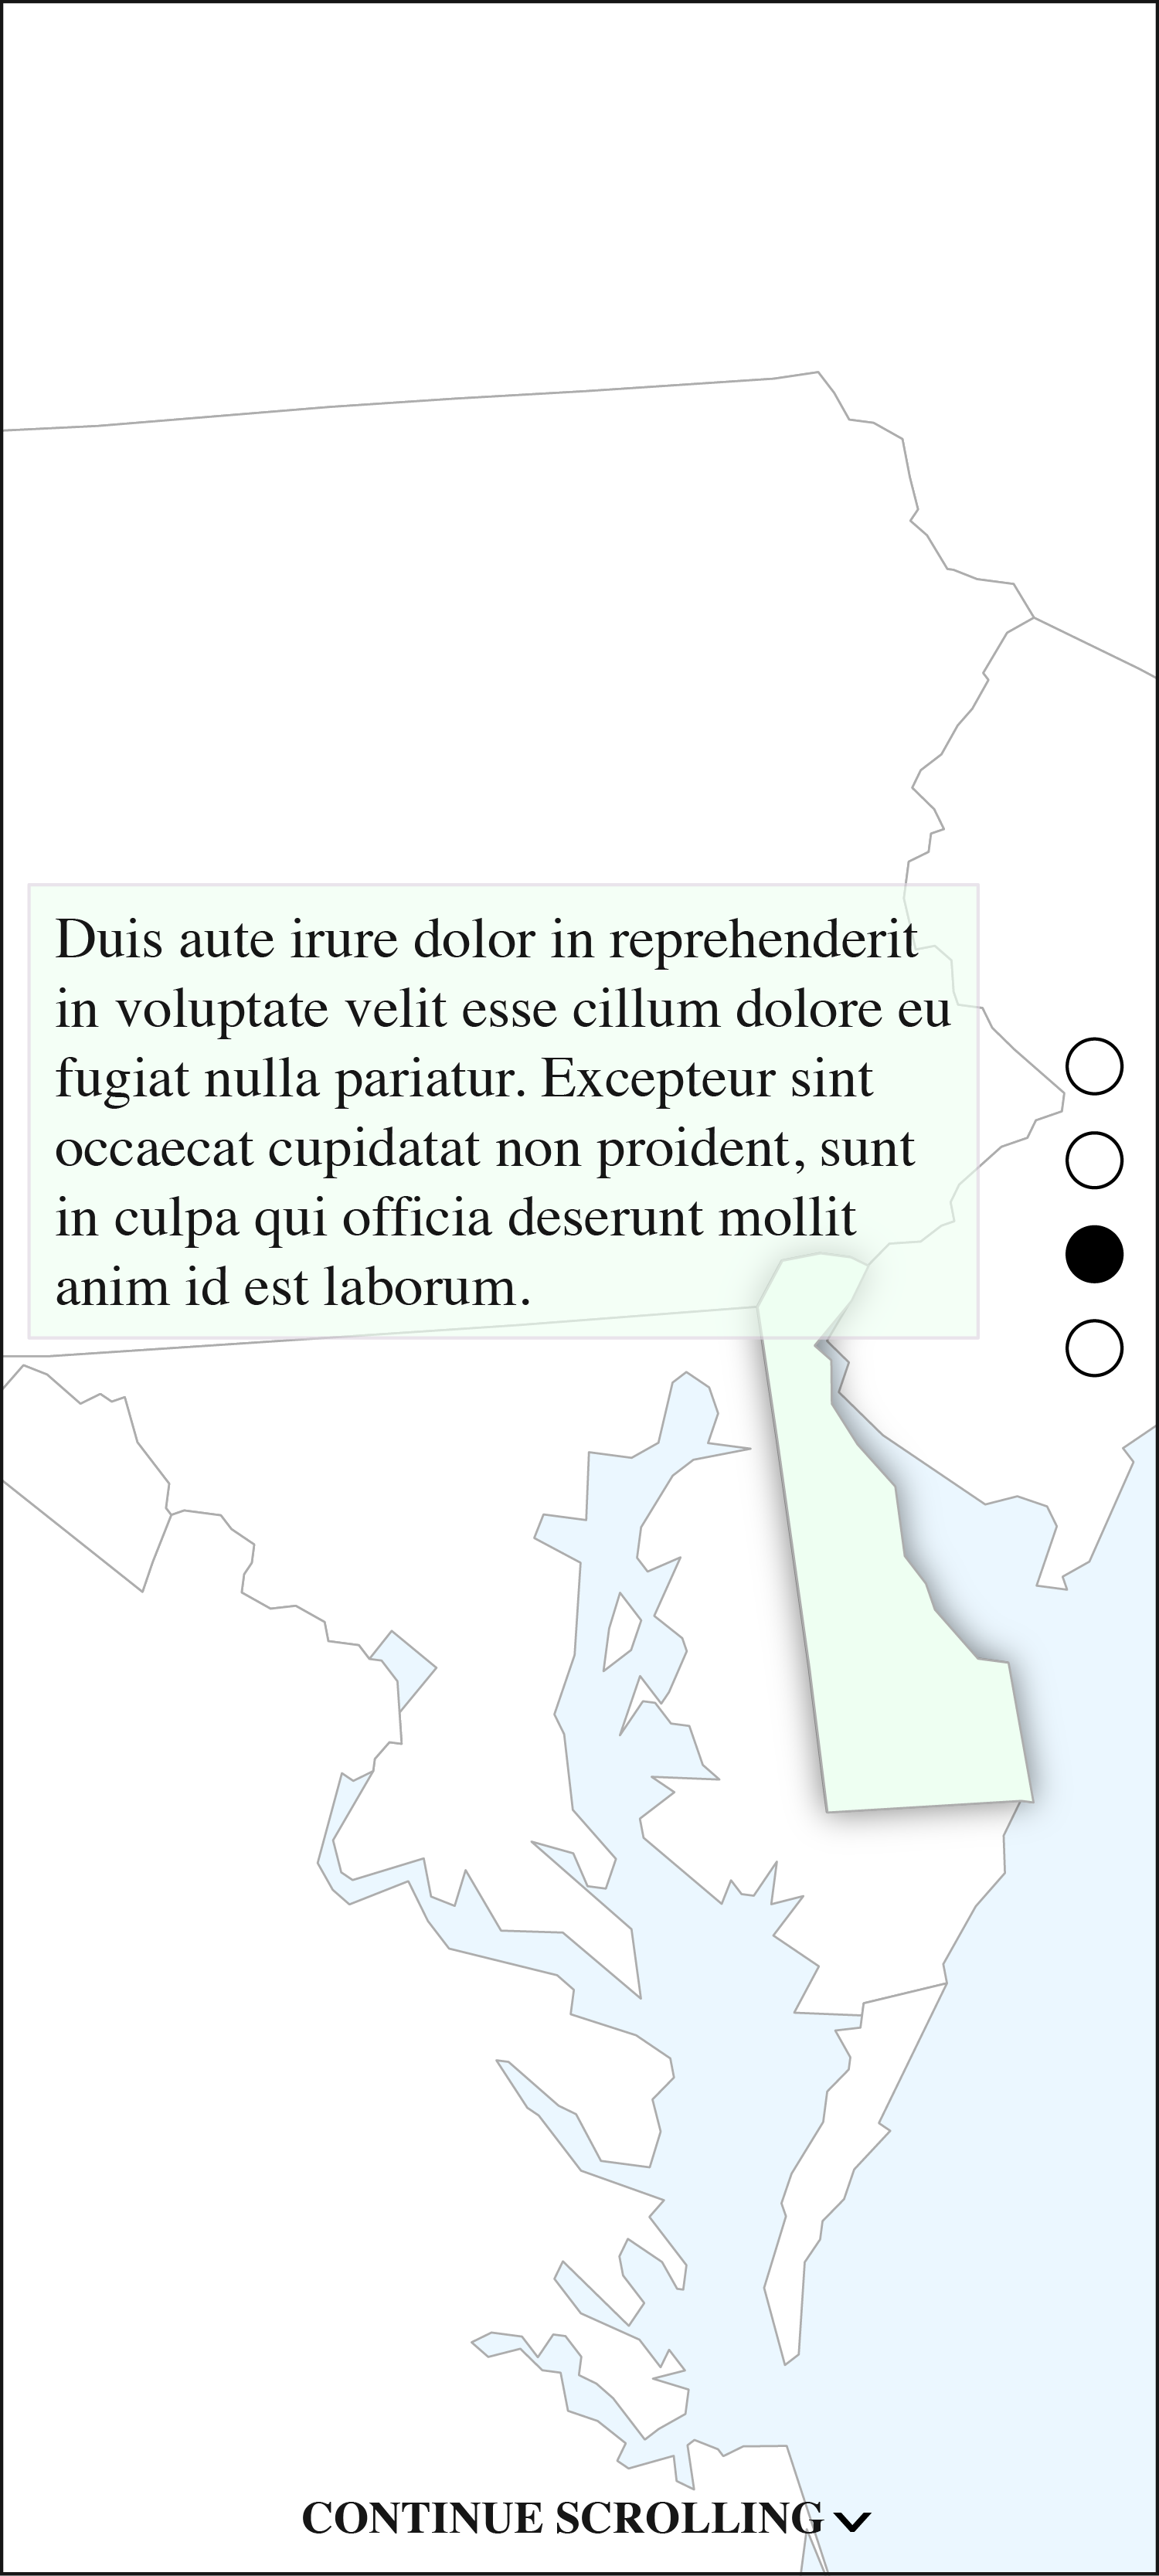 Duis aute irure dolor in reprehenderit
in voluptate velit esse cillum dolore eu
fugiat nulla pariatur. Excepteur sint
occaecat cupidatat non proident, sunt
in culpa qui officia deserunt mollit
anim id est laborum.
CONTINUE SCROLLING